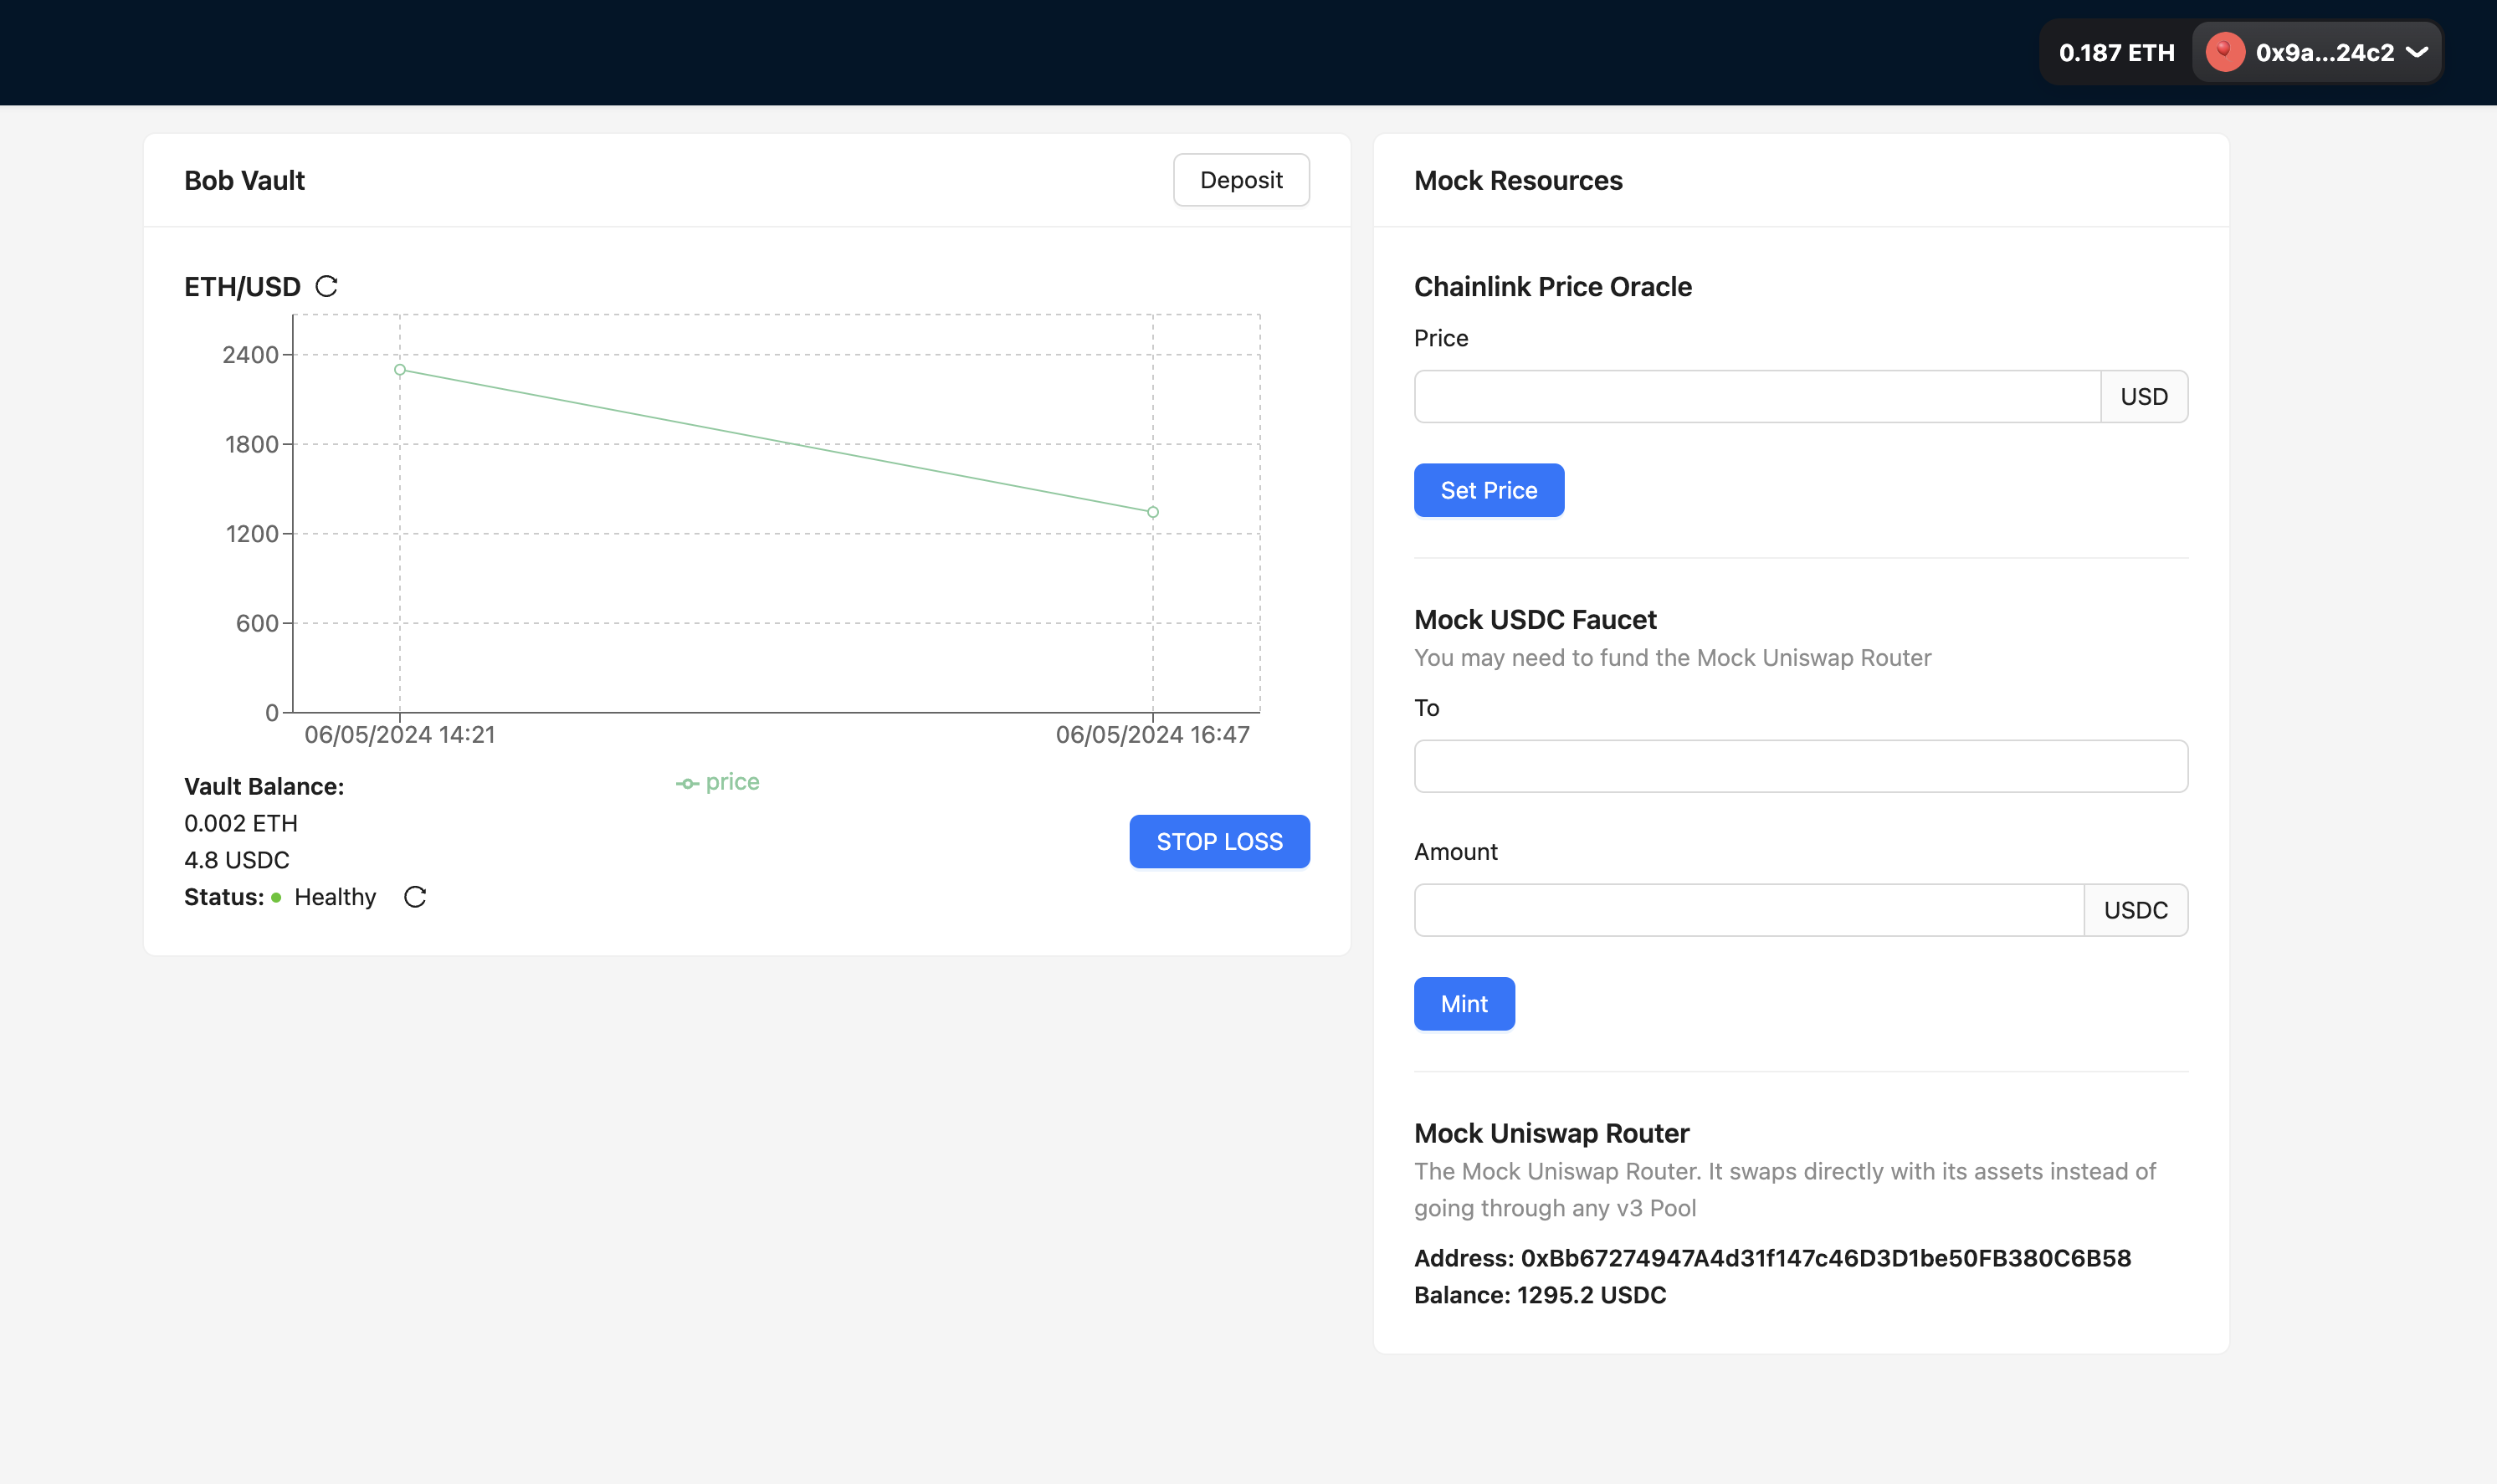 0.187 ETH
0x9a...24c2
Bob Vault
Deposit
ETH/USD
2400
1800
1200
600
0
06/05/2024 14:21
06/05/2024 16:47
price
Vault Balance:
0.002 ETH
4.8 USDC
Status: Healthy
STOP LOSS
Mock Resources
Chainlink Price Oracle
Price
USD
Set Price
Mock USDC Faucet
You may need to fund the Mock Uniswap Router
To
Amount
USDC
Mint
Mock Uniswap Router
The Mock Uniswap Router. It swaps directly with its assets instead of
going through any v3 Pool
Address: 0xBb67274947A4d31f147c46D3D1be50FB380C6B58
Balance: 1295.2 USDC